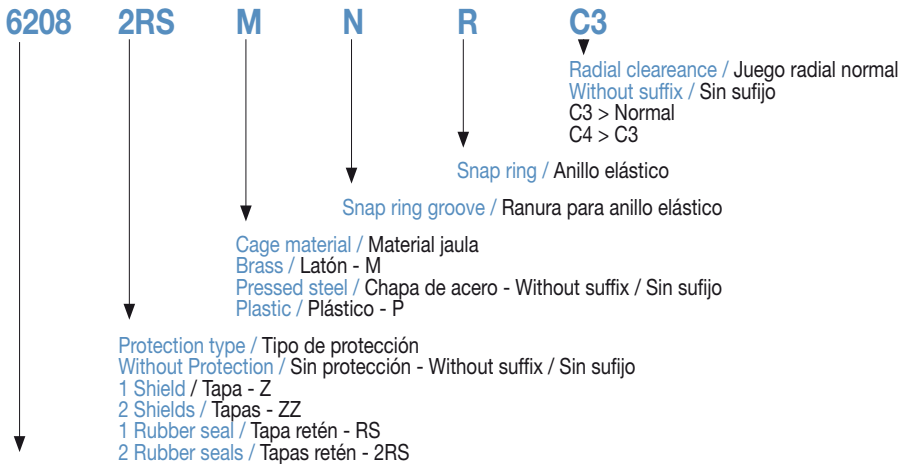 6208 2RS M N R C3
Radial cleareance / Juego radial normal
Without suffix / Sin sufijo
C3 > Normal
C4 > C3
Snap ring / Anillo elástico
Snap ring groove / Ranura para anillo elástico
Cage material / Material jaula
Brass / Latón - M
Pressed steel / Chapa de acero - Without suffix / Sin sufijo
Plastic / Plástico - P
Protection type / Tipo de protección
Without Protection / Sin protección - Without suffix / Sin sufijo
1 Shield / Tapa - Z
2 Shields / Tapas - ZZ
1 Rubber seal / Tapa retén - RS
2 Rubber seals / Tapas retén - 2RS